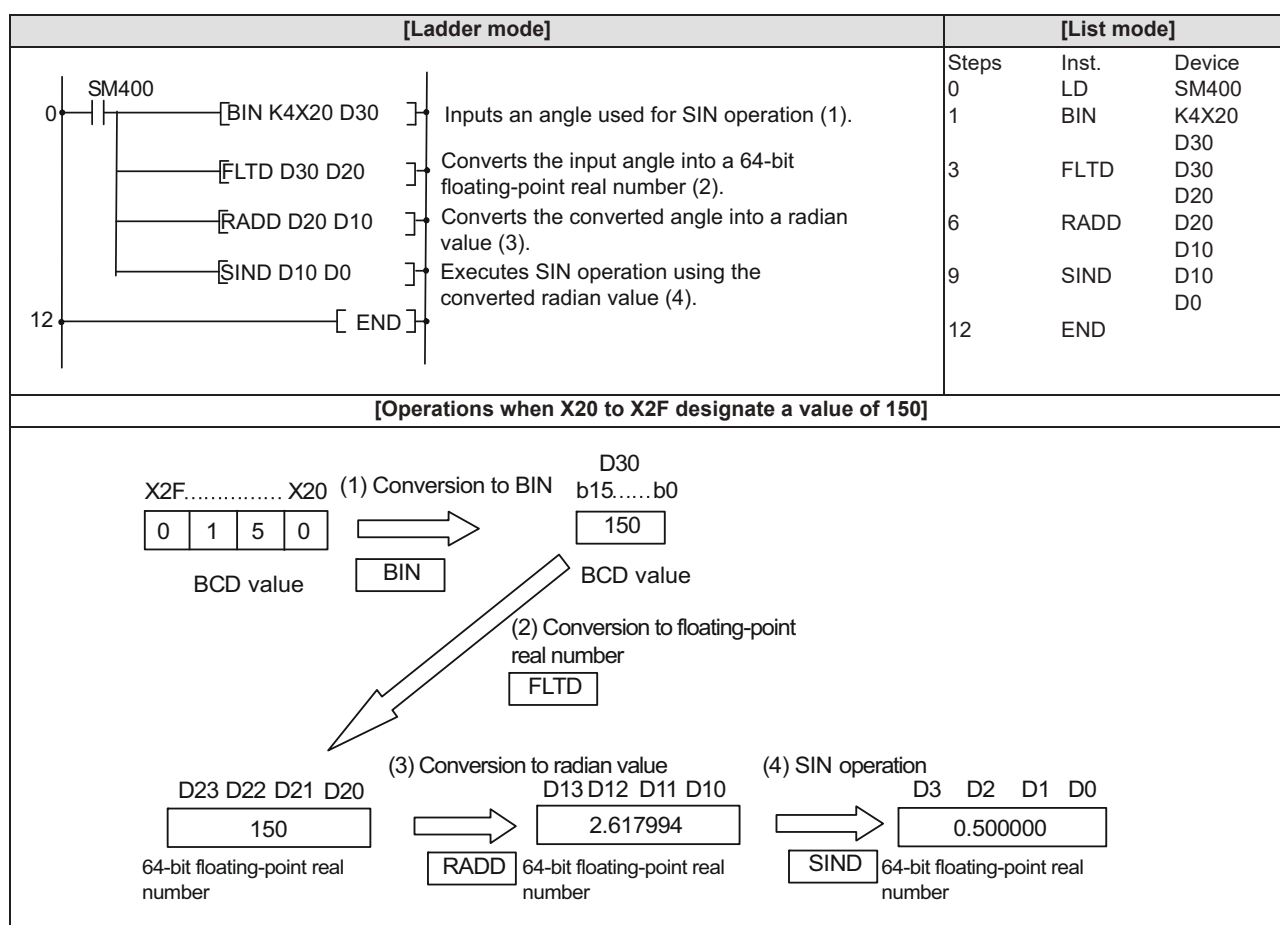 [Ladder mode] [List mode]
Steps Inst. Device
0 LD SM400
1 BIN K4X20
D30
3 FLTD D30
D20
6 RADD D20
D10
9 SIND D10
D0
12 END
SM400
0 [BIN K4X20 D30 ] Inputs an angle used for SIN operation (1).
[FLTD D30 D20 ] Converts the input angle into a 64-bit
floating-point real number (2).
[RADD D20 D10 ] Converts the converted angle into a radian
value (3).
[SIND D10 D0 ] Executes SIN operation using the
converted radian value (4).
12 [ END ]
[Operations when X20 to X2F designate a value of 150]
X2F............... X20 (1) Conversion to BIN
D30
b15......b0
0 1 5 0
150
BCD value BIN BCD value
(2) Conversion to floating-point
real number
FLTD
(3) Conversion to radian value (4) SIN operation
D23 D22 D21 D20 D13 D12 D11 D10 D3 D2 D1 D0
150 2.617994 0.500000
64-bit floating-point real
number
RADD
64-bit floating-point real
number
SIND
64-bit floating-point real
number